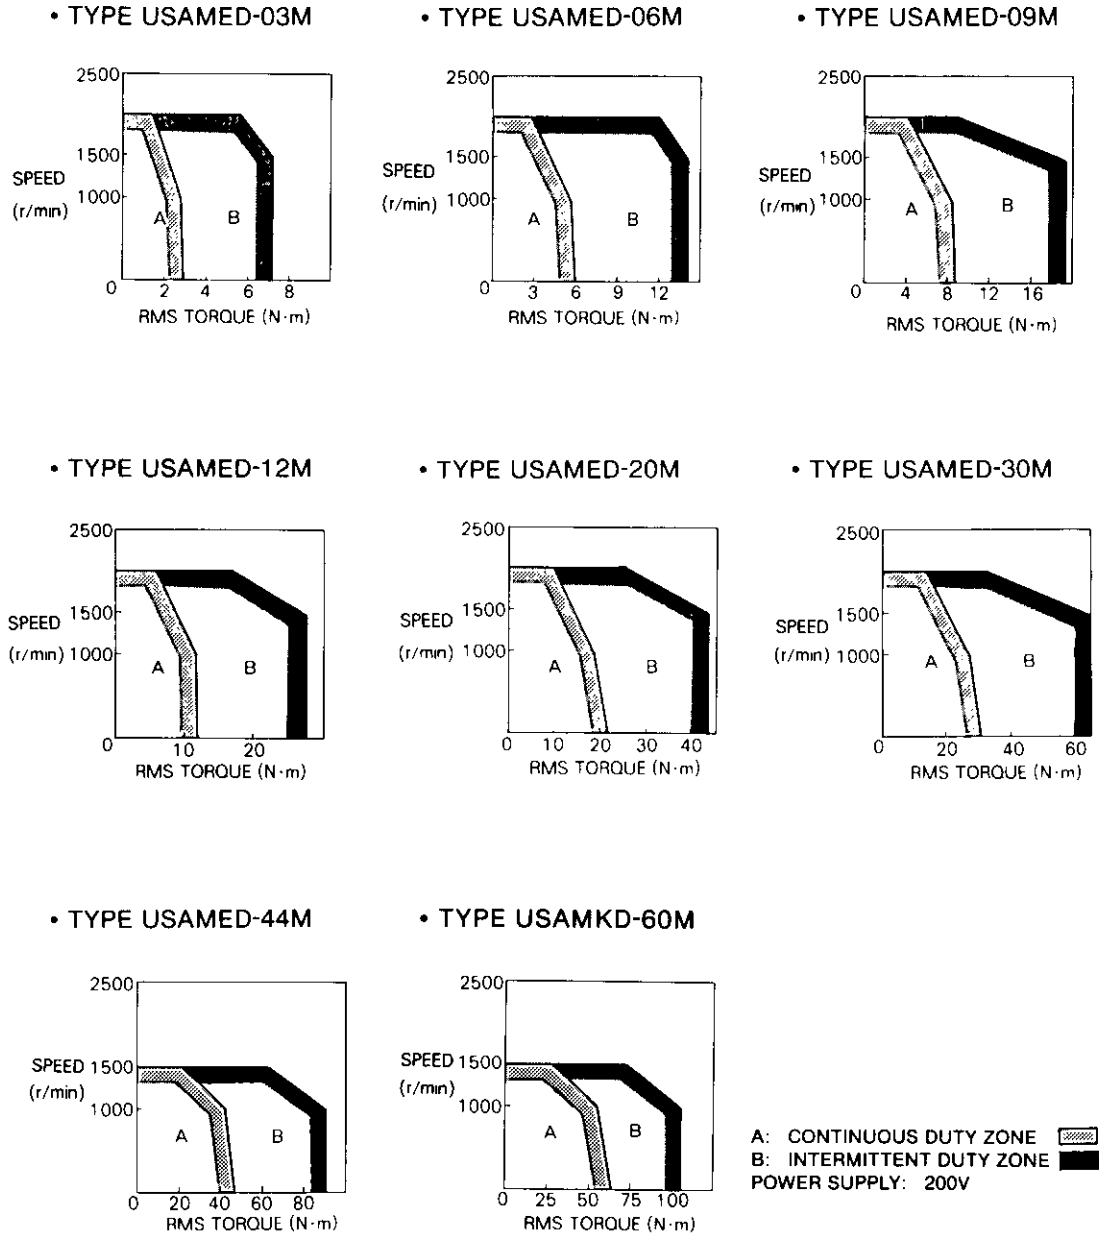 • TYPE USAMED-03M
• TYPE USAMED-06M
• TYPE USAMED-09M
2500
1500
1000
SPEED
(r/min)
A
B
0
2 4 6 8
RMS TORQUE (N·m)
2500
1500
1000
SPEED
(r/min)
A
B
0
3 6 9 12
RMS TORQUE (N·m)
2500
1500
1000
SPEED
(r/min)
A
B
0
4 8 12 16
RMS TORQUE (N·m)
• TYPE USAMED-12M
• TYPE USAMED-20M
• TYPE USAMED-30M
2500
1500
SPEED
(r/min) 1000
A
B
0
10 20
RMS TORQUE (N·m)
2500
1500
SPEED
(r/min) 1000
A
B
0 10 20 30 40
RMS TORQUE (N·m)
2500
1500
SPEED
(r/min) 1000
A
B
0 20 40 60
RMS TORQUE (N·m)
• TYPE USAMED-44M
• TYPE USAMKD-60M
2500
SPEED 1500
(r/min)
1000
A
B
0 20 40 60 80
RMS TORQUE (N·m)
2500
SPEED 1500
(r/min)
1000
A
B
0 25 50 75 100
RMS TORQUE (N·m)
A: CONTINUOUS DUTY ZONE
B: INTERMITTENT DUTY ZONE
POWER SUPPLY: 200V